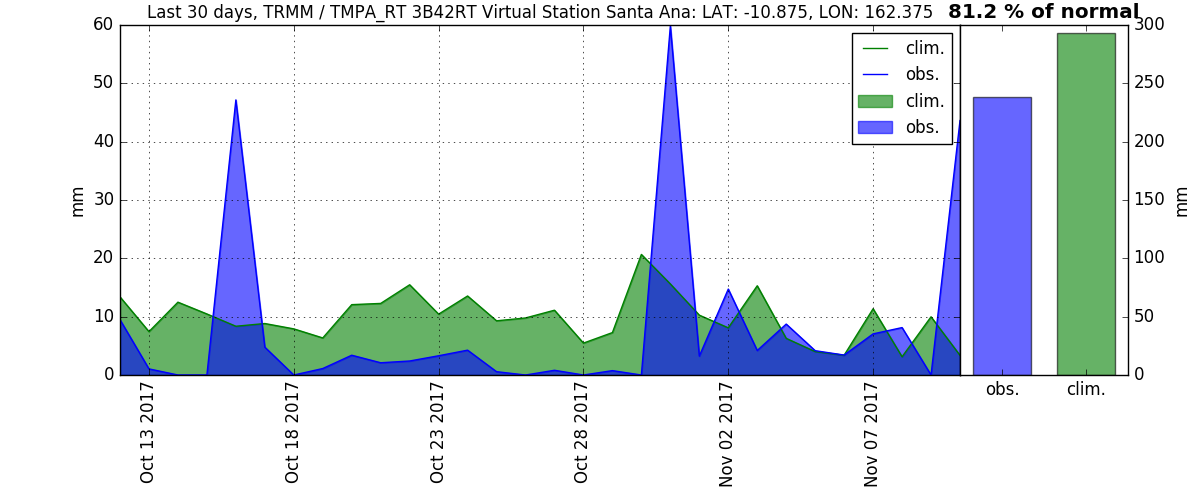 Last 30 days, TRMM / TMPA_RT 3B42RT Virtual Station Santa Ana: LAT: -10.875, LON: 162.375 81.2 % of normal
60
50
40
30
20
10
0
mm
clim.
obs.
clim.
obs.
300
250
200
150
100
50
0
mm
obs. clim.
Oct 13 2017
Oct 18 2017
Oct 23 2017
Oct 28 2017
Nov 02 2017
Nov 07 2017